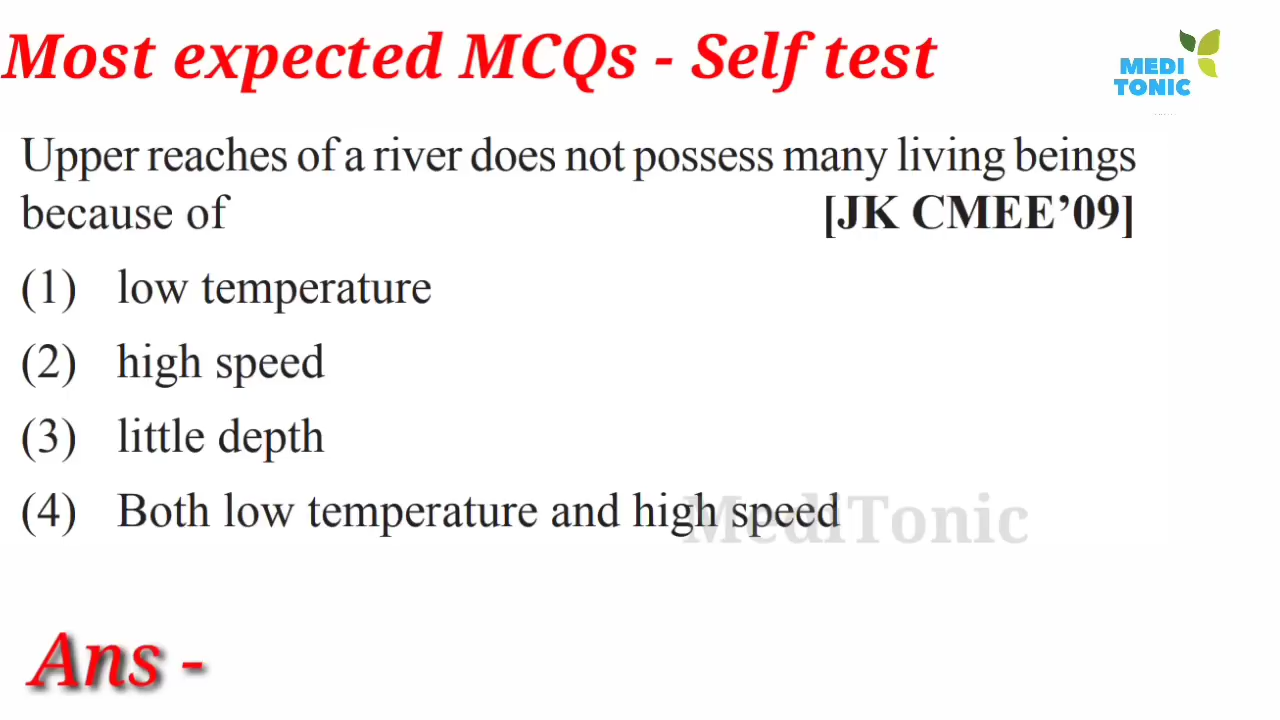 Most expected MCQs - Self test
MEDI
TONIC
Upper reaches of a river does not possess many living beings
because of [JK CMEE’09]
(1) low temperature
(2) high speed
(3) little depth
(4) Both low temperature and high speed
MediTonic
Ans -